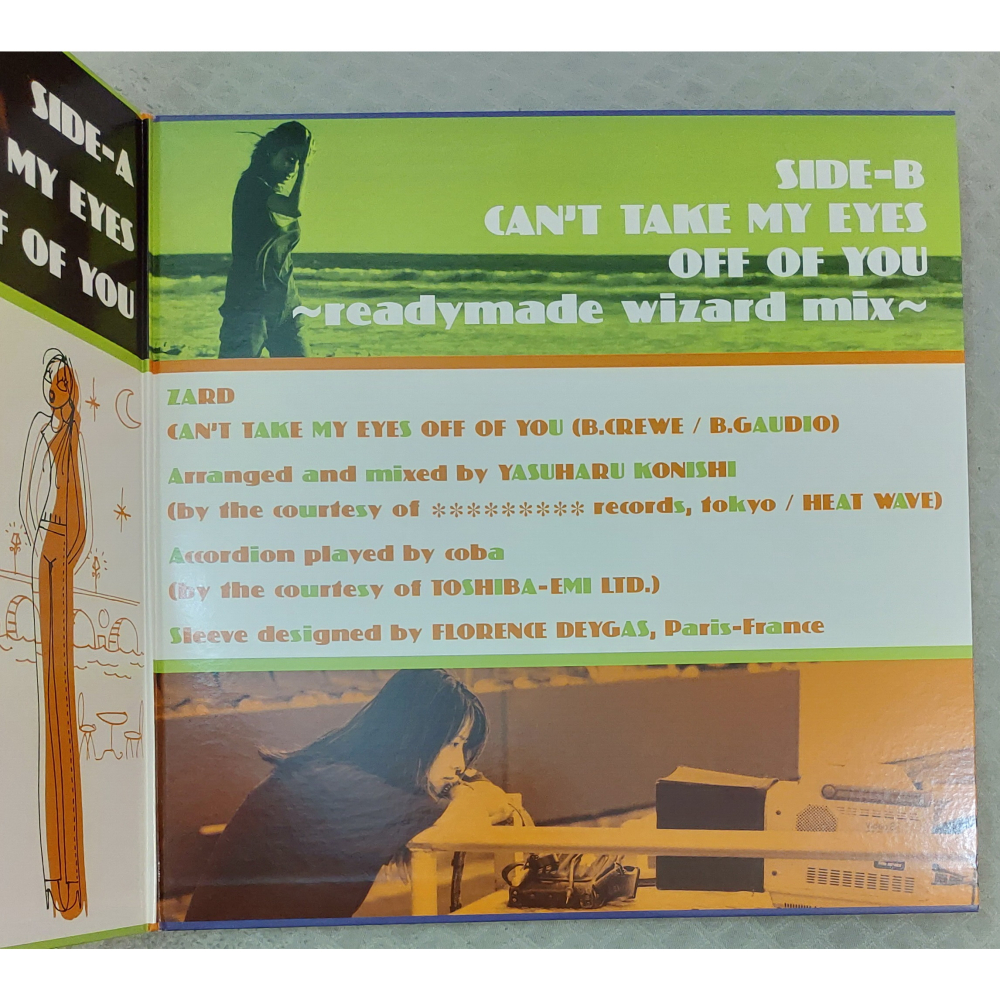 SIDE-A
MY EYES
OF YOU
SIDE-B
CAN'T TAKE MY EYES
OFF OF YOU
~readymade wizard mix~
ZARD
CAN'T TAKE MY EYES OFF OF YOU (B.CREWE / B.GAUDIO)
Arranged and mixed by YASUHARU KONISHI
(by the courtesy of ********* records, tokyo / HEAT WAVE)
Accordion played by coba
(by the courtesy of TOSHIBA-EMI LTD.)
Sleeve designed by FLORENCE DEYGAS, Paris-France